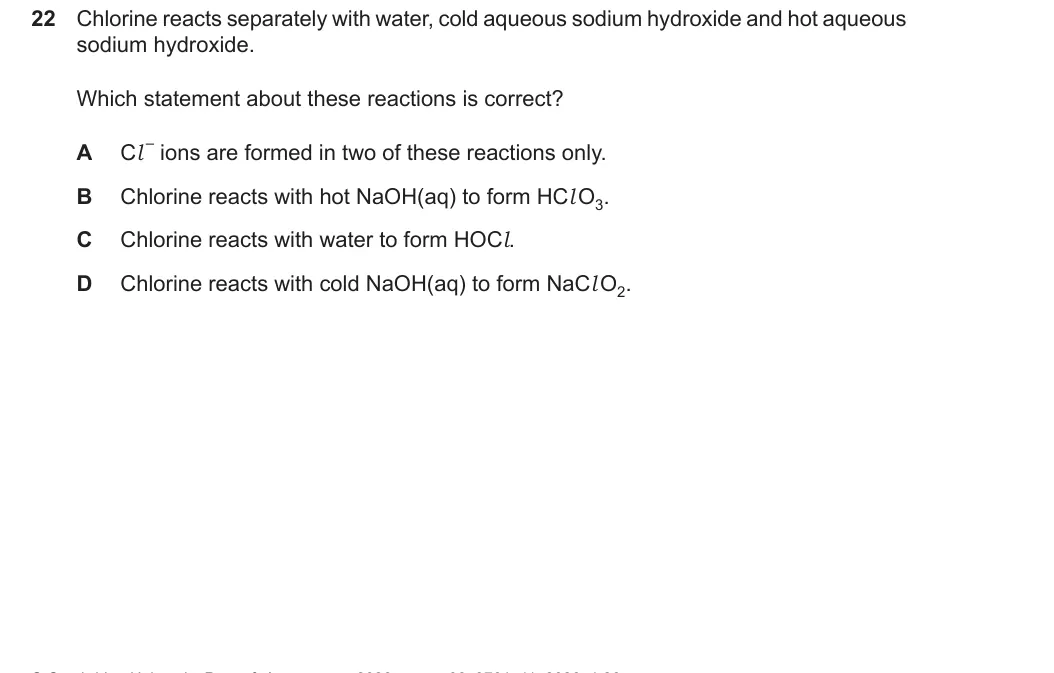 22 Chlorine reacts separately with water, cold aqueous sodium hydroxide and hot aqueous
sodium hydroxide.
Which statement about these reactions is correct?
A Cl⁻ ions are formed in two of these reactions only.
B Chlorine reacts with hot NaOH(aq) to form HClO₃.
C Chlorine reacts with water to form HOCl.
D Chlorine reacts with cold NaOH(aq) to form NaClO₂.